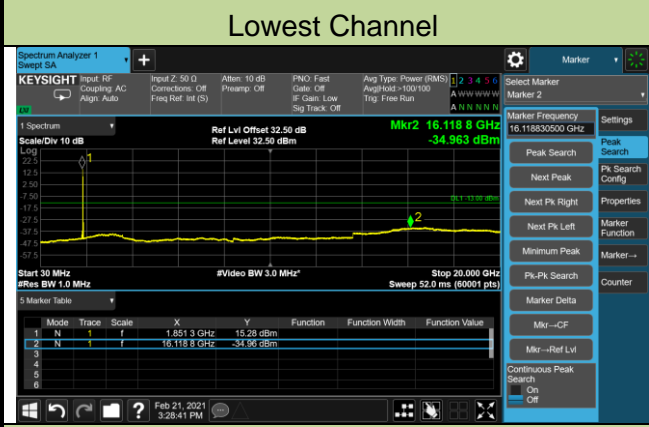 Lowest Channel
Spectrum Analyzer 1
Swept SA
+
Marker
KEYSIGHT
Input: RF
Coupling: AC
Align: Auto
Input Z: 50 Ω
Corrections: Off
Freq Ref: Int (S)
Atten: 10 dB
Preamp: Off
PNO: Fast
Gate: Off
IF Gain: Low
Sig Track: Off
Avg Type: Power (RMS)
Avg|Hold:>100/100
Trig: Free Run
1 2 3 4 5 6
A W W W W W
A N N N N N
Select Marker
Marker 2
1 Spectrum
Scale/Div 10 dB
Ref Lvl Offset 32.50 dB
Ref Level 32.50 dBm
Mkr2 16.118 8 GHz
-34.963 dBm
Log
22.5
12.5
2.50
-7.50
-17.5
-27.5
-37.5
-47.5
-57.5
1
DL1 -13.00 dBm
2
Start 30 MHz
#Res BW 1.0 MHz
#Video BW 3.0 MHz*
Stop 20.000 GHz
Sweep 52.0 ms (60001 pts)
5 Marker Table
Mode Trace Scale X Y Function Function Width Function Value
1 N 1 f 1.851 3 GHz 15.28 dBm
2 N 1 f 16.118 8 GHz -34.96 dBm
3
4
5
6
Marker Frequency
16.118830500 GHz
Peak Search
Next Peak
Next Pk Right
Next Pk Left
Minimum Peak
Pk-Pk Search
Marker Delta
Mkr→CF
Mkr→Ref Lvl
Continuous Peak
Search
On
Off
Settings
Peak
Search
Pk Search
Config
Properties
Marker
Function
Marker→
Counter
?
Feb 21, 2021
3:28:41 PM